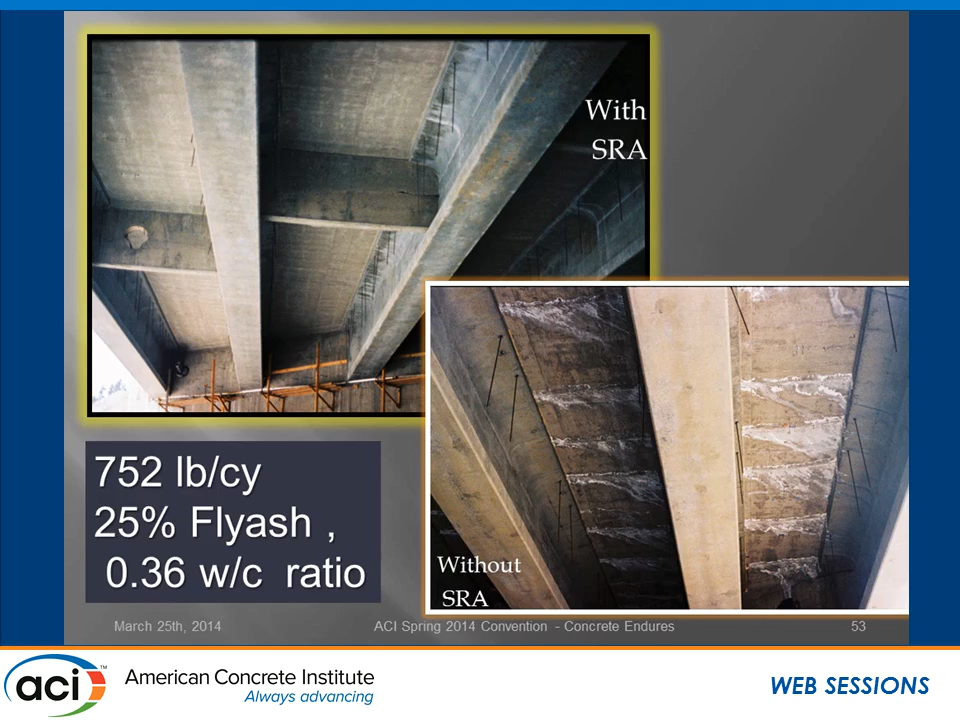 With
SRA
Without
SRA
752 lb/cy
25% Flyash ,
0.36 w/c ratio
March 25th, 2014
ACI Spring 2014 Convention - Concrete Endures
53
aci™
American Concrete Institute
Always advancing
WEB SESSIONS